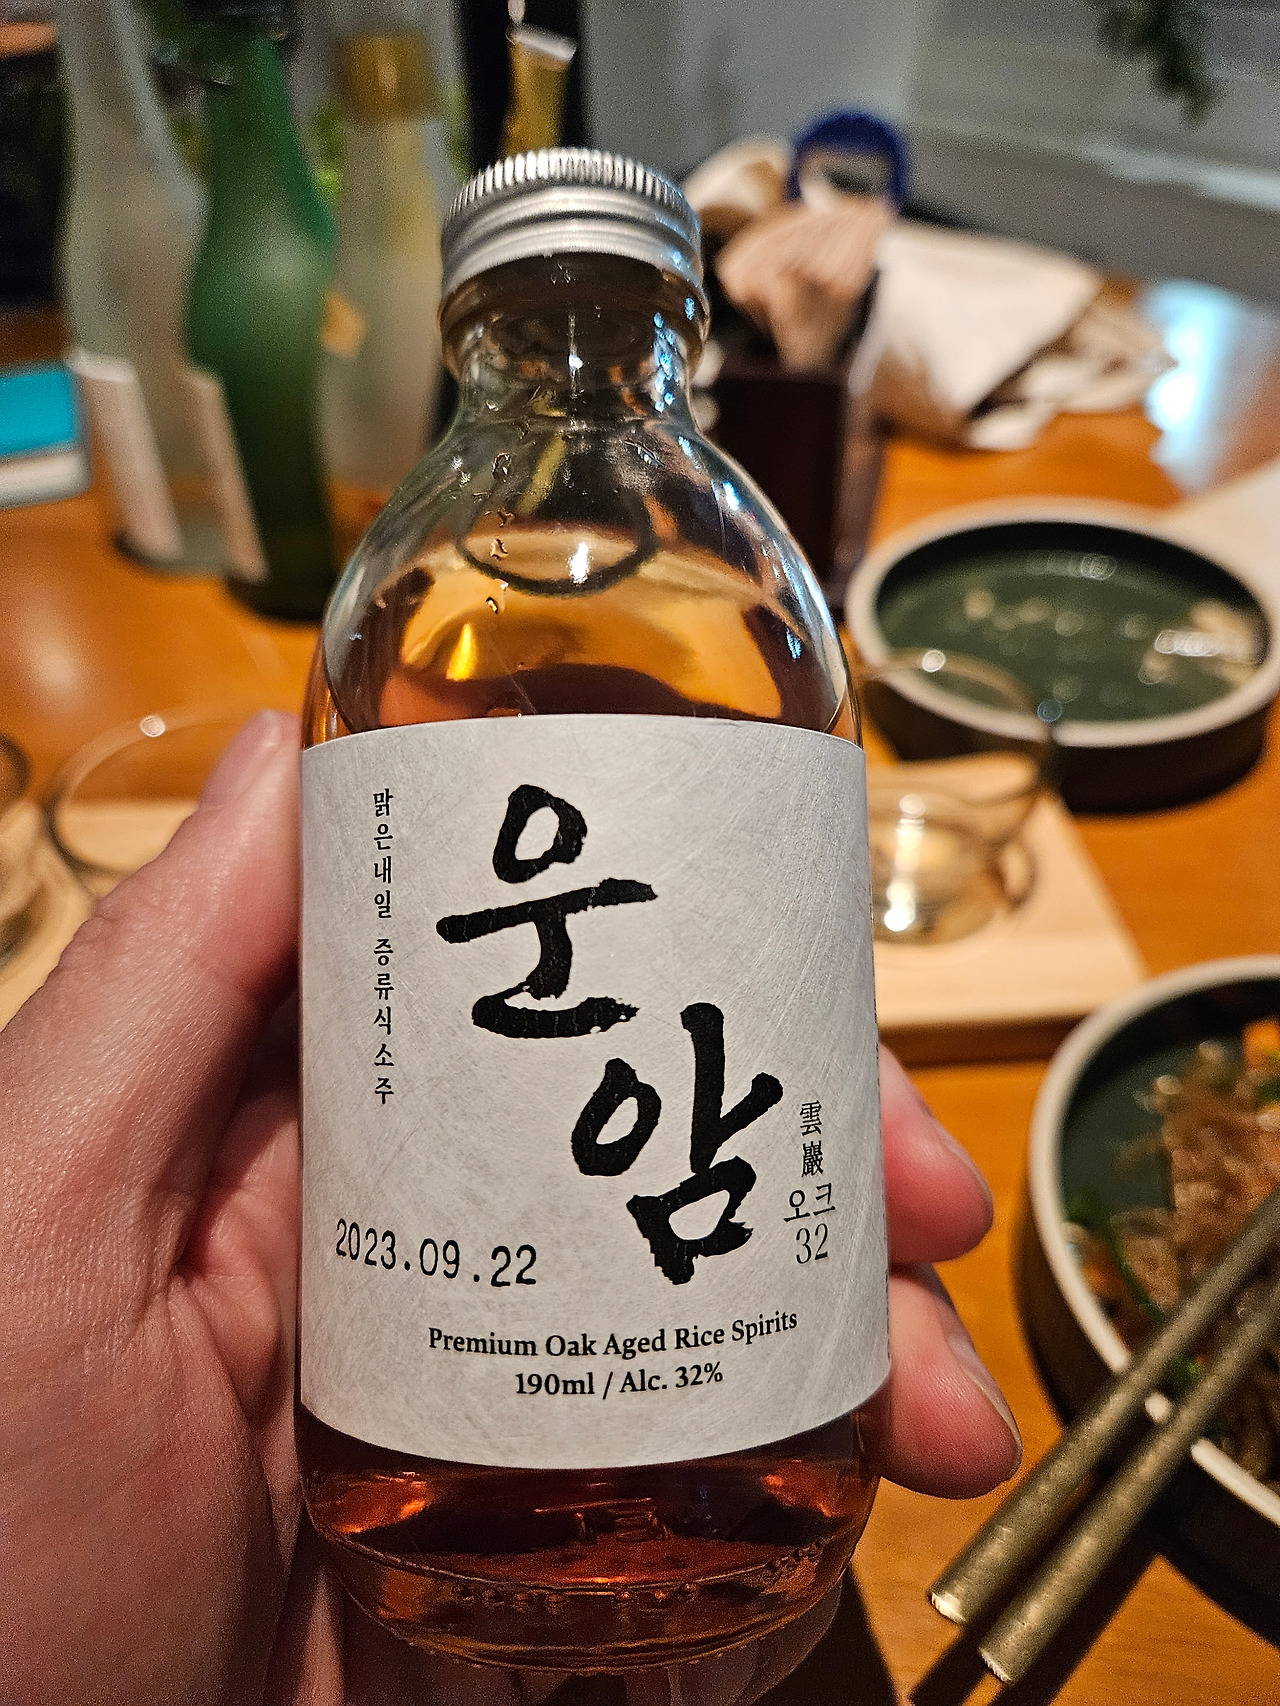 맑은내일 증류식소주
운암
雲巖
오크
32
2023.09.22
Premium Oak Aged Rice Spirits
190ml / Alc. 32%